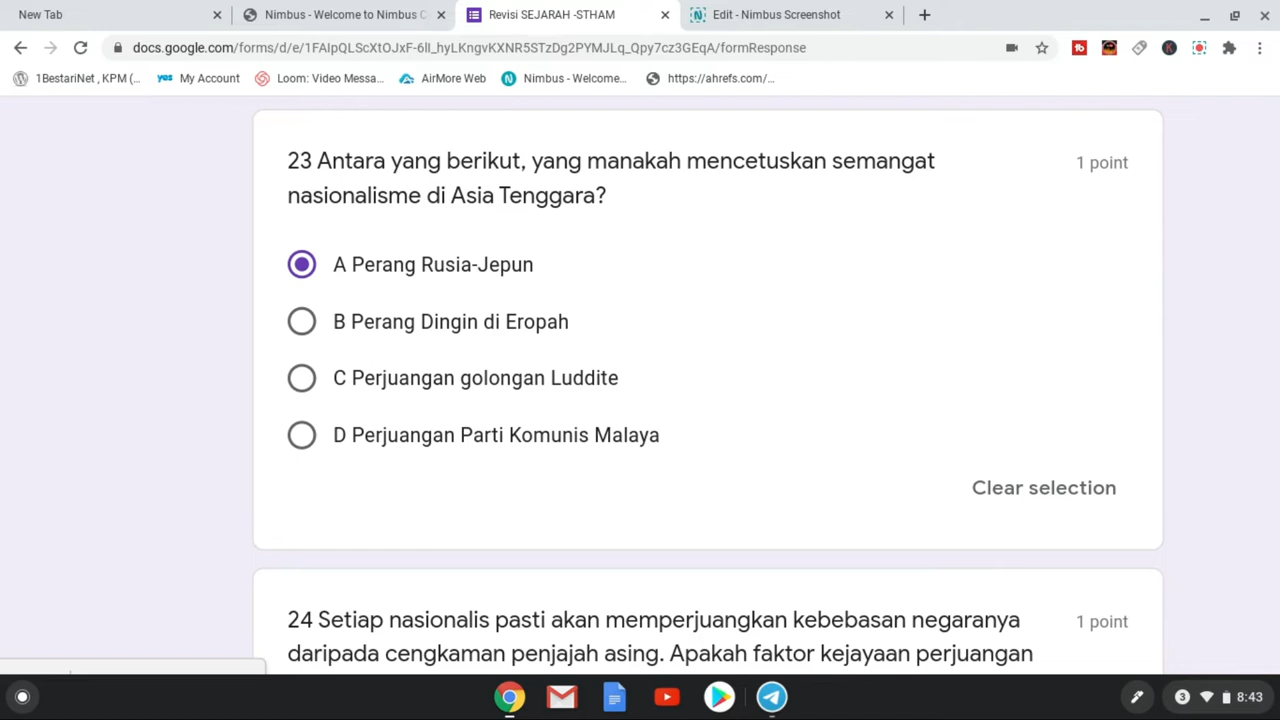 New Tab
Nimbus - Welcome to Nimbus C
Revisi SEJARAH -STHAM
Edit - Nimbus Screenshot
docs.google.com/forms/d/e/1FAIpQLScXtOJxF-6lI_hyLKngvKXNR5STzDg2PYMJLq_Qpy7cz3GEqA/formResponse
1BestariNet , KPM (...
yes My Account
Loom: Video Messa...
AirMore Web
Nimbus - Welcome...
https://ahrefs.com/...
23 Antara yang berikut, yang manakah mencetuskan semangat
nasionalisme di Asia Tenggara?
1 point
A Perang Rusia-Jepun
B Perang Dingin di Eropah
C Perjuangan golongan Luddite
D Perjuangan Parti Komunis Malaya
Clear selection
24 Setiap nasionalis pasti akan memperjuangkan kebebasan negaranya
daripada cengkaman penjajah asing. Apakah faktor kejayaan perjuangan
1 point
3
8:43